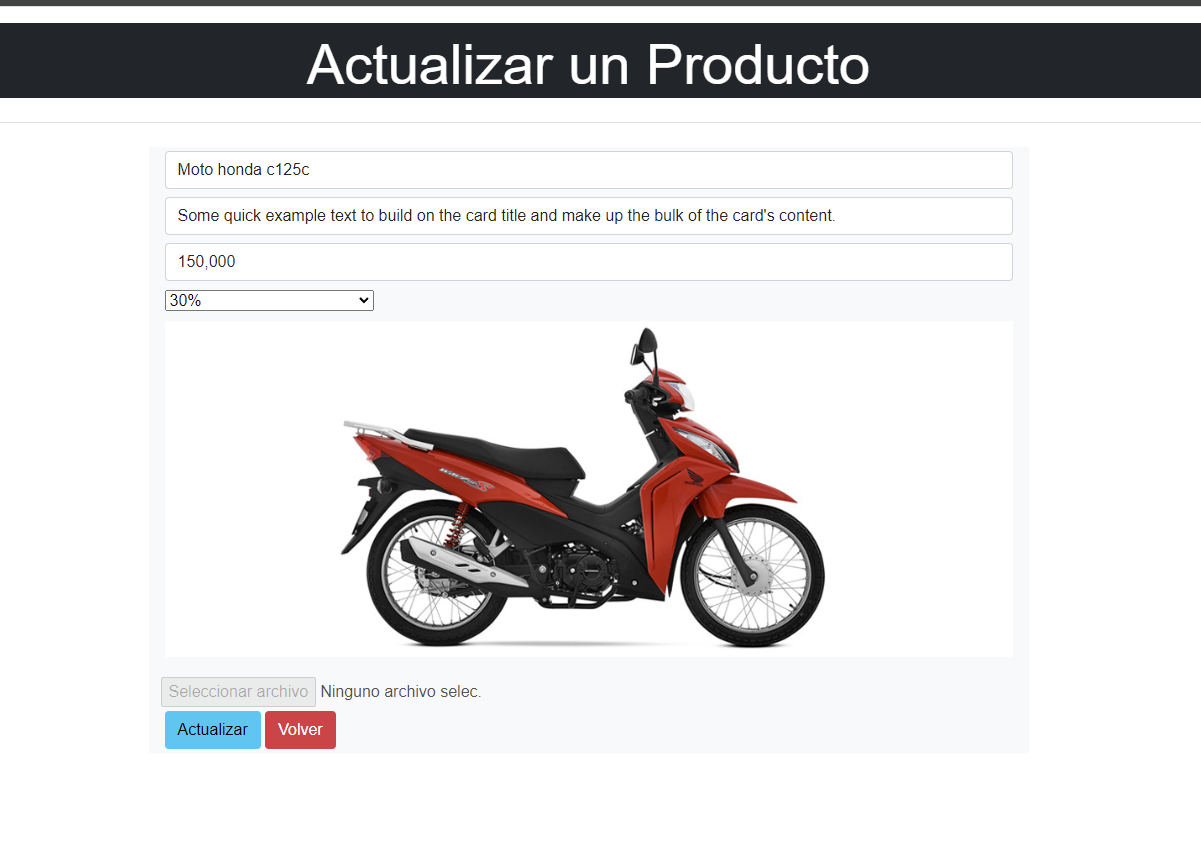 Actualizar un Producto
Moto honda c125c
Some quick example text to build on the card title and make up the bulk of the card's content.
150,000
30%
Seleccionar archivo Ninguno archivo selec.
Actualizar Volver